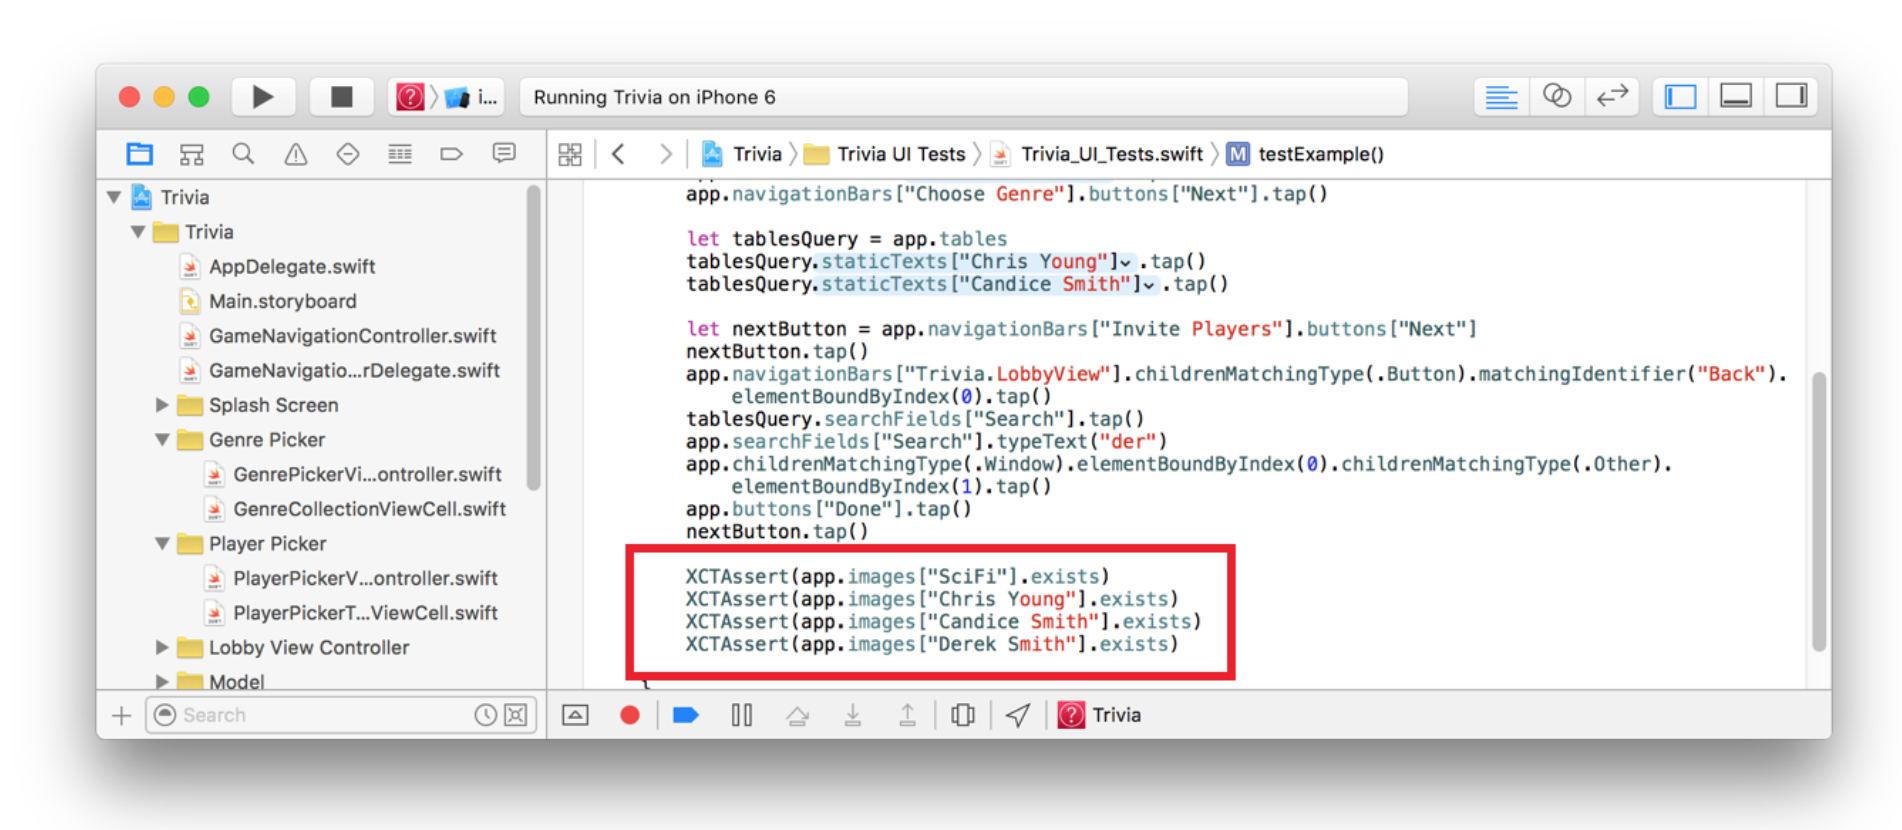 i...
Running Trivia on iPhone 6
Trivia
Trivia UI Tests
Trivia_UI_Tests.swift
M
testExample()
Trivia
Trivia
AppDelegate.swift
Main.storyboard
GameNavigationController.swift
GameNavigatio...rDelegate.swift
Splash Screen
Genre Picker
GenrePickerVi...ontroller.swift
GenreCollectionViewCell.swift
Player Picker
PlayerPickerV...ontroller.swift
PlayerPickerT...ViewCell.swift
Lobby View Controller
Model
Search
app.navigationBars["Choose Genre"].buttons["Next"].tap()
let tablesQuery = app.tables
tablesQuery.staticTexts["Chris Young"].tap()
tablesQuery.staticTexts["Candice Smith"].tap()
let nextButton = app.navigationBars["Invite Players"].buttons["Next"]
nextButton.tap()
app.navigationBars["Trivia.LobbyView"].childrenMatchingType(.Button).matchingIdentifier("Back").
elementBoundByIndex(0).tap()
tablesQuery.searchFields["Search"].tap()
app.searchFields["Search"].typeText("der")
app.childrenMatchingType(.Window).elementBoundByIndex(0).childrenMatchingType(.Other).
elementBoundByIndex(1).tap()
app.buttons["Done"].tap()
nextButton.tap()
XCTAssert(app.images["SciFi"].exists)
XCTAssert(app.images["Chris Young"].exists)
XCTAssert(app.images["Candice Smith"].exists)
XCTAssert(app.images["Derek Smith"].exists)
Trivia